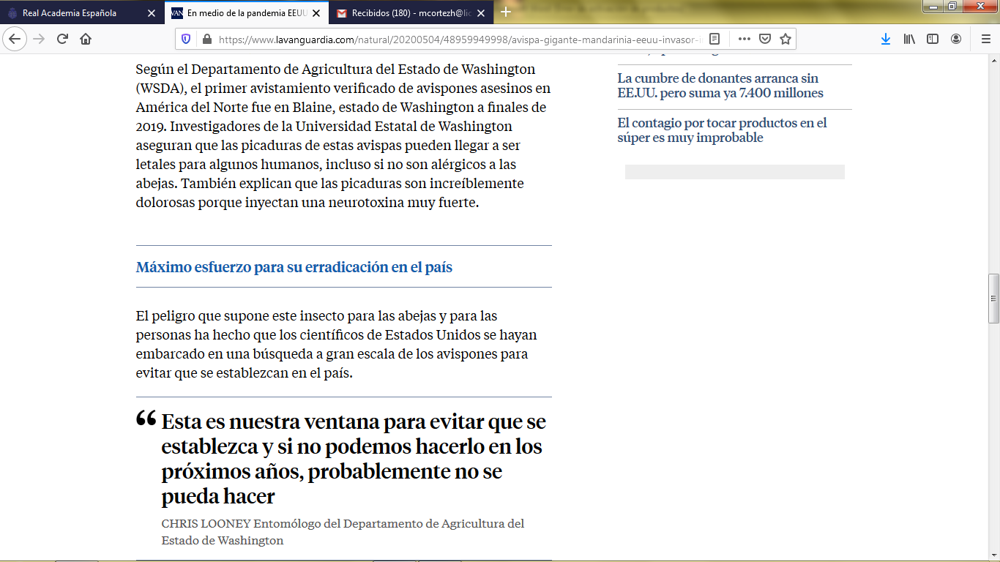 Real Academia Española
En medio de la pandemia EEUU
Recibidos (180) - mcortezh@lic
https://www.lavanguardia.com/natural/20200504/48959949998/avispa-gigante-mandarinia-eeuu-invasor-i
Según el Departamento de Agricultura del Estado de Washington
(WSDA), el primer avistamiento verificado de avispones asesinos en
América del Norte fue en Blaine, estado de Washington a finales de
2019. Investigadores de la Universidad Estatal de Washington
aseguran que las picaduras de estas avispas pueden llegar a ser
letales para algunos humanos, incluso si no son alérgicos a las
abejas. También explican que las picaduras son increíblemente
dolorosas porque inyectan una neurotoxina muy fuerte.
Máximo esfuerzo para su erradicación en el país
El peligro que supone este insecto para las abejas y para las
personas ha hecho que los científicos de Estados Unidos se hayan
embarcado en una búsqueda a gran escala de los avispones para
evitar que se establezcan en el país.
“ Esta es nuestra ventana para evitar que se
establezca y si no podemos hacerlo en los
próximos años, probablemente no se
pueda hacer
CHRIS LOONEY Entomólogo del Departamento de Agricultura del
Estado de Washington
La cumbre de donantes arranca sin
EE.UU. pero suma ya 7.400 millones
El contagio por tocar productos en el
súper es muy improbable